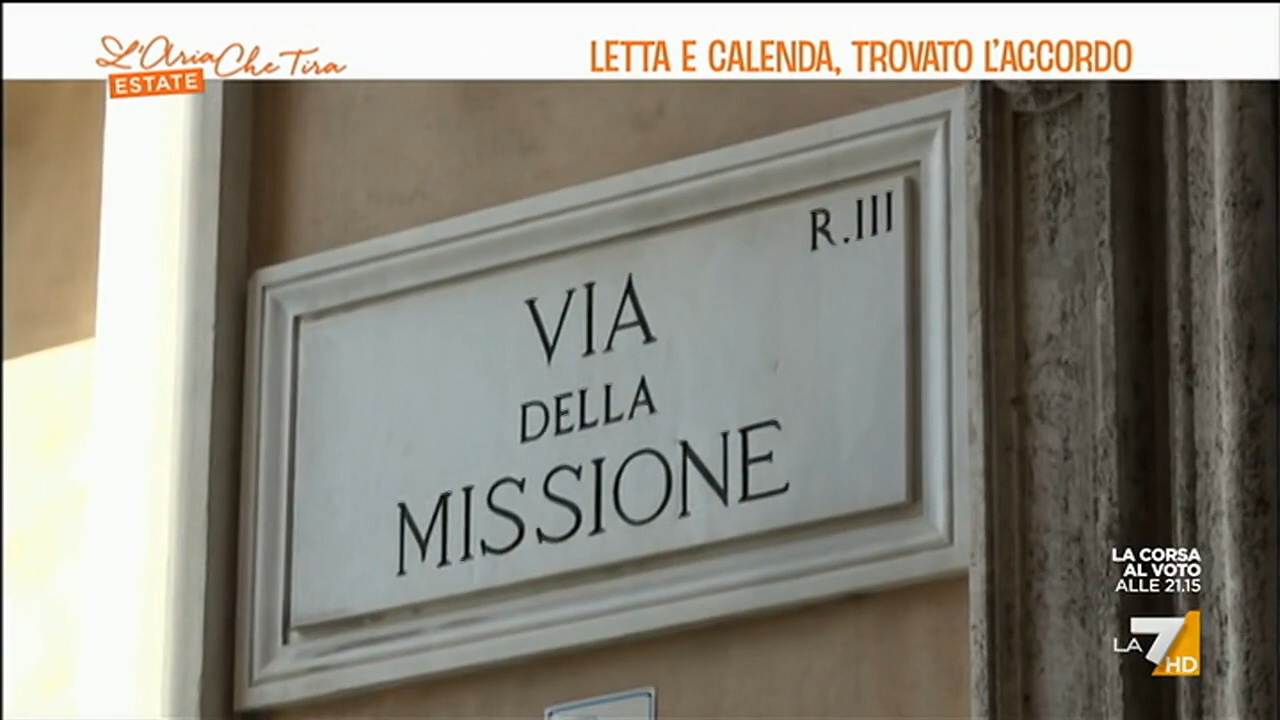 L'Aria Che Tira
ESTATE
LETTA E CALENDA, TROVATO L'ACCORDO
R.III
VIA
DELLA
MISSIONE
LA CORSA
AL VOTO
ALLE 21.15
LA7
HD